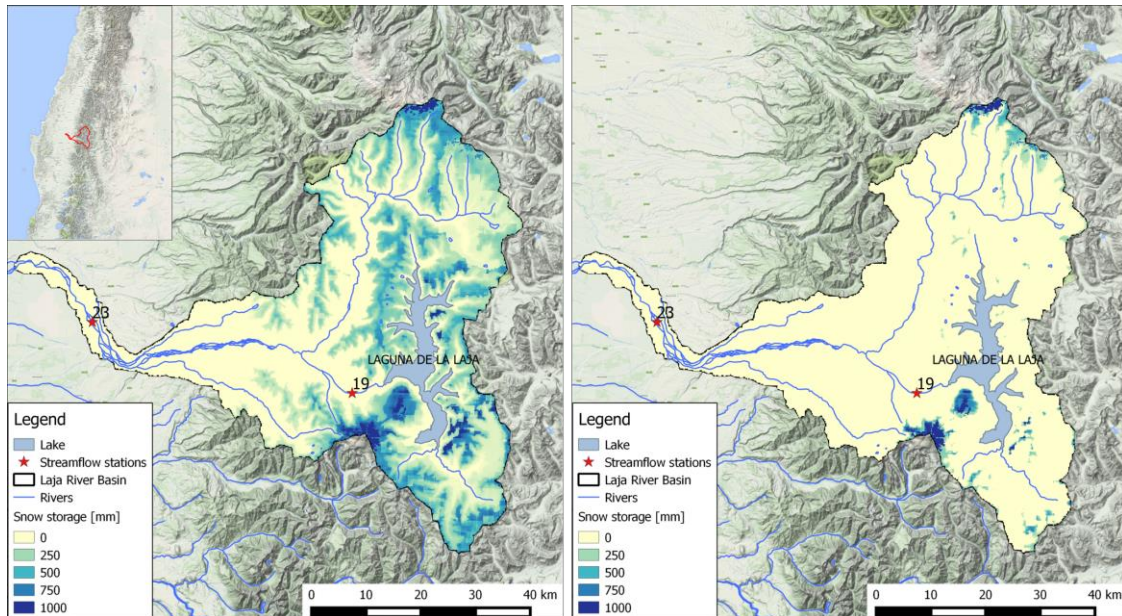 23
19
LAGUNA DE LA LAJA
Legend
Lake
Streamflow stations
Laja River Basin
Rivers
Snow storage [mm]
0
250
500
750
1000
0 10 20 30 40 km
23
19
LAGUNA DE LA LAJA
Legend
Lake
Streamflow stations
Laja River Basin
Rivers
Snow storage [mm]
0
250
500
750
1000
0 10 20 30 40 km